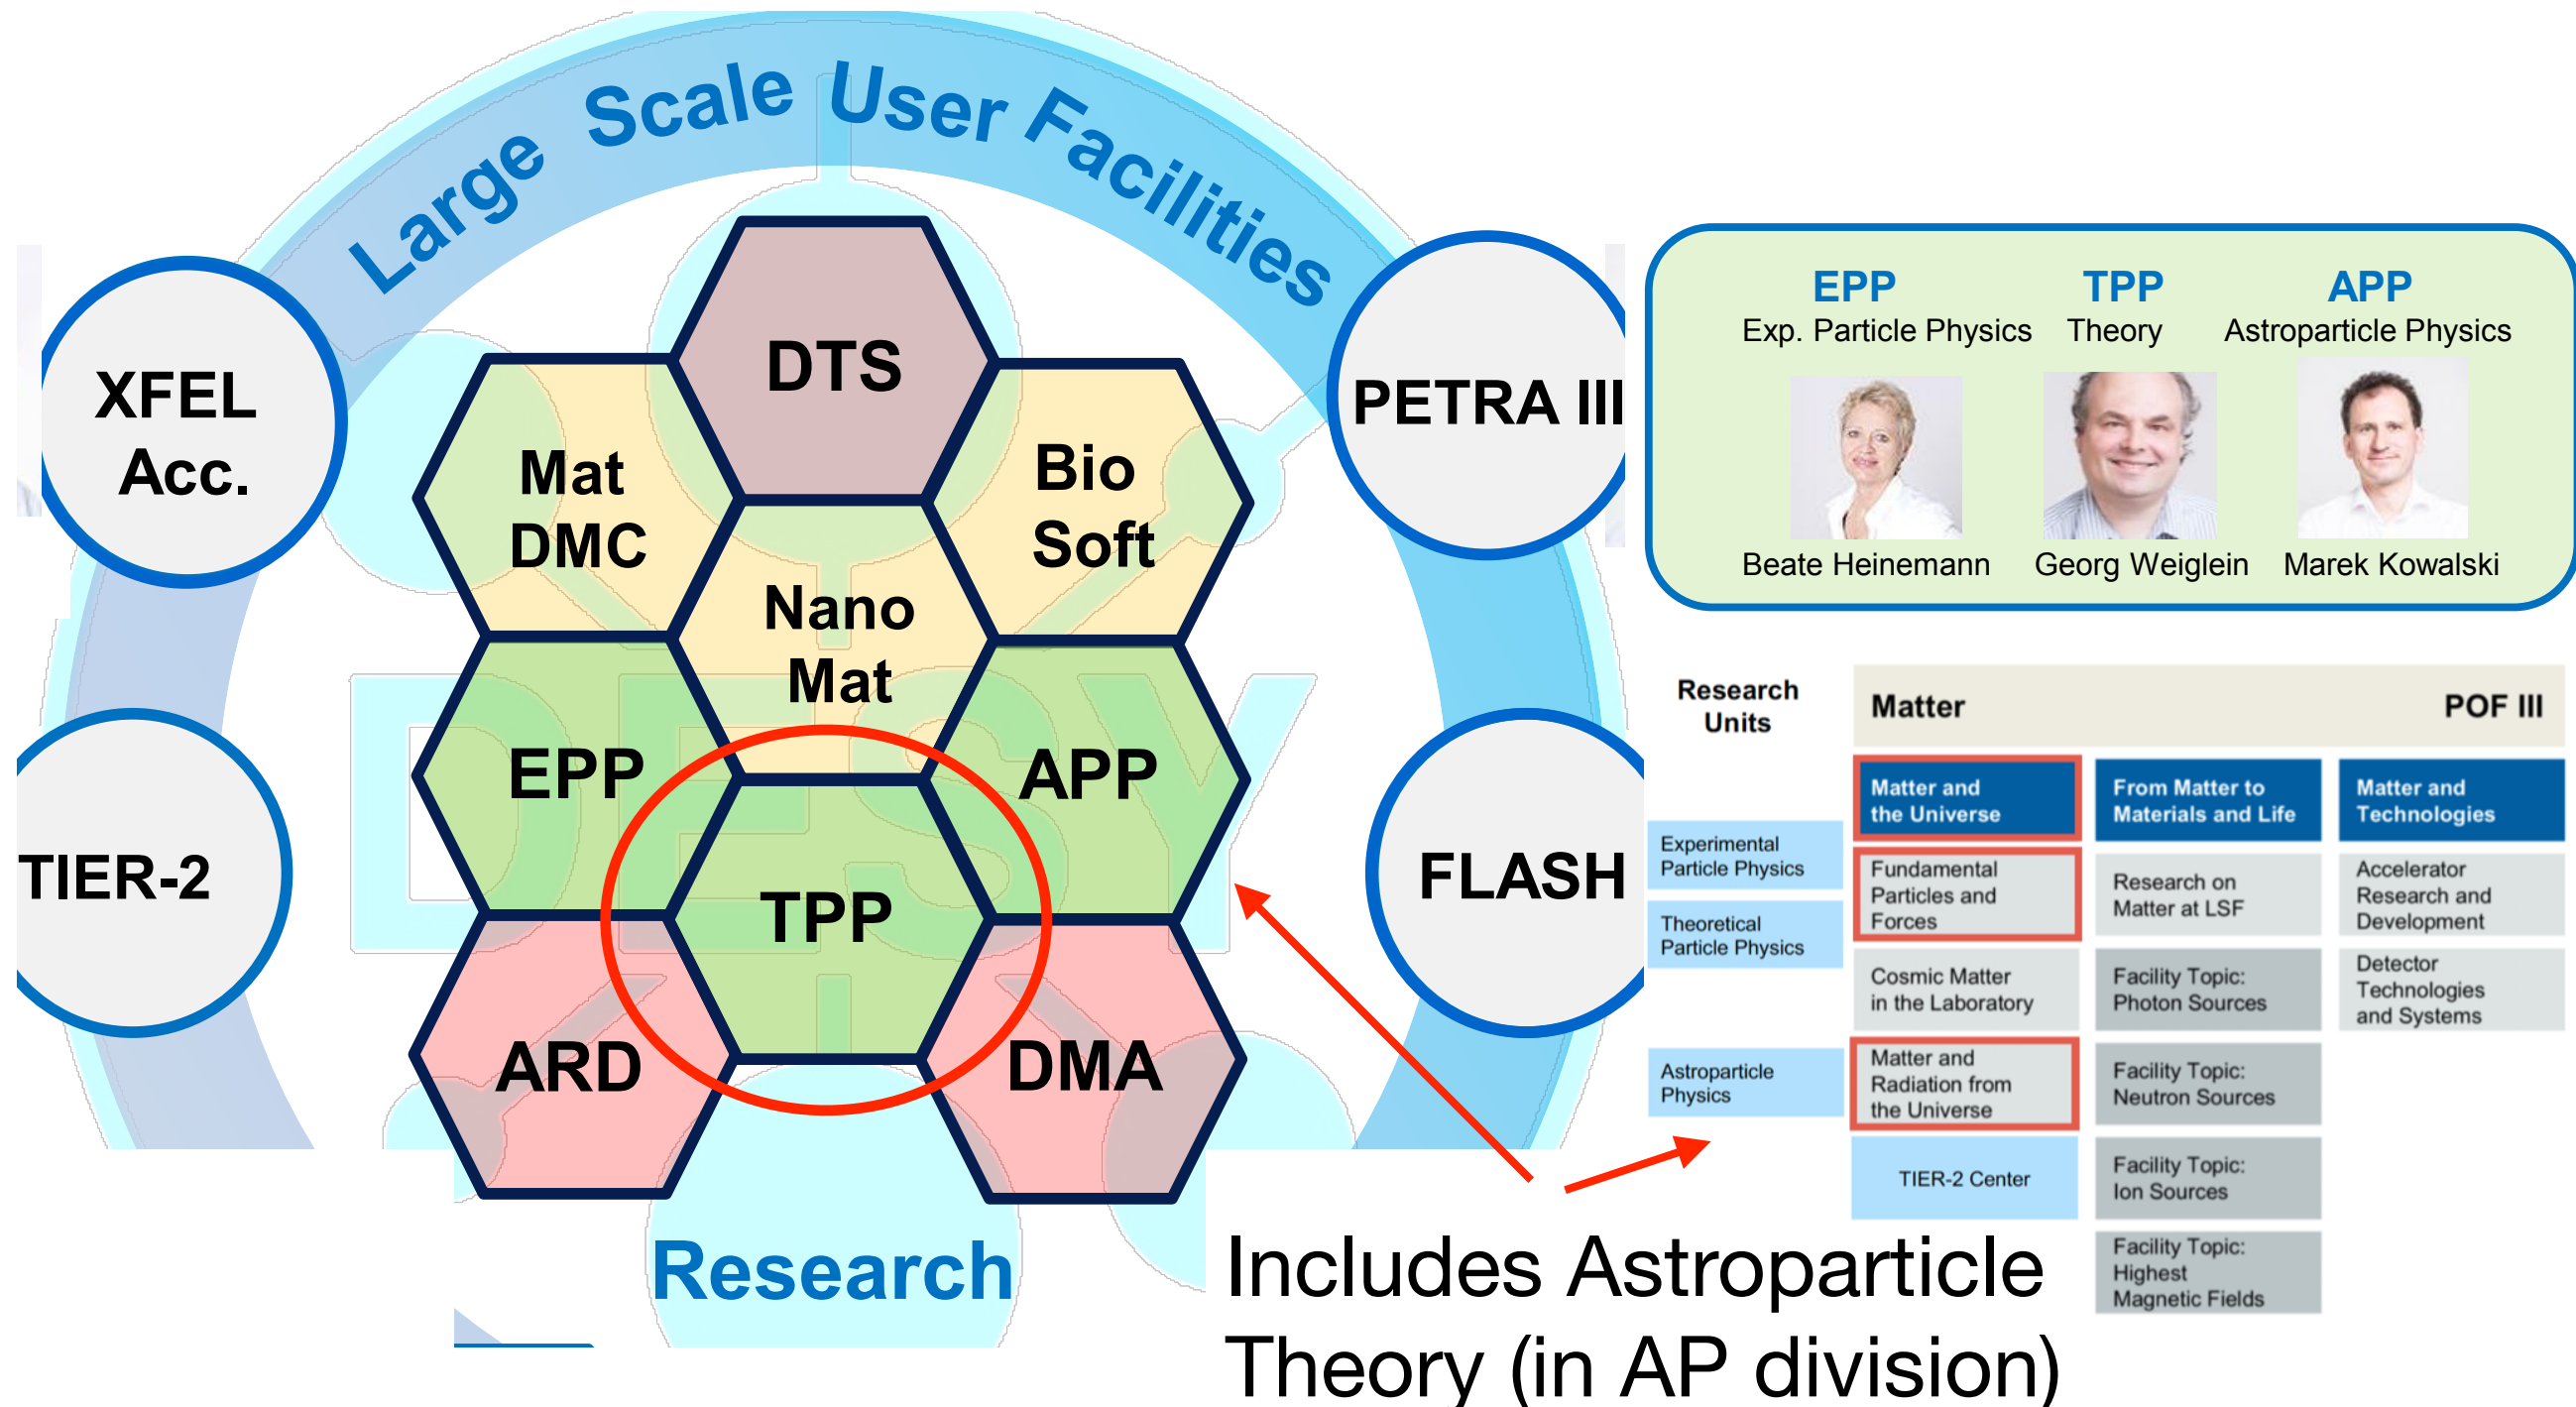 Large Scale User Facilities
XFEL
Acc.
TIER-2
PETRA III
FLASH
DTS
Mat
DMC
Bio
Soft
Nano
Mat
EPP
APP
TPP
ARD
DMA
DESY
Research
EPP
TPP
APP
Exp. Particle Physics
Theory
Astroparticle Physics
Beate Heinemann
Georg Weiglein
Marek Kowalski
Research
Units
Matter
POF III
Matter and
the Universe
From Matter to
Materials and Life
Matter and
Technologies
Experimental
Particle Physics
Fundamental
Particles and
Forces
Research on
Matter at LSF
Accelerator
Research and
Development
Theoretical
Particle Physics
Cosmic Matter
in the Laboratory
Facility Topic:
Photon Sources
Detector
Technologies
and Systems
Astroparticle
Physics
Matter and
Radiation from
the Universe
Facility Topic:
Neutron Sources
TIER-2 Center
Facility Topic:
Ion Sources
Facility Topic:
Highest
Magnetic Fields
Includes Astroparticle
Theory (in AP division)